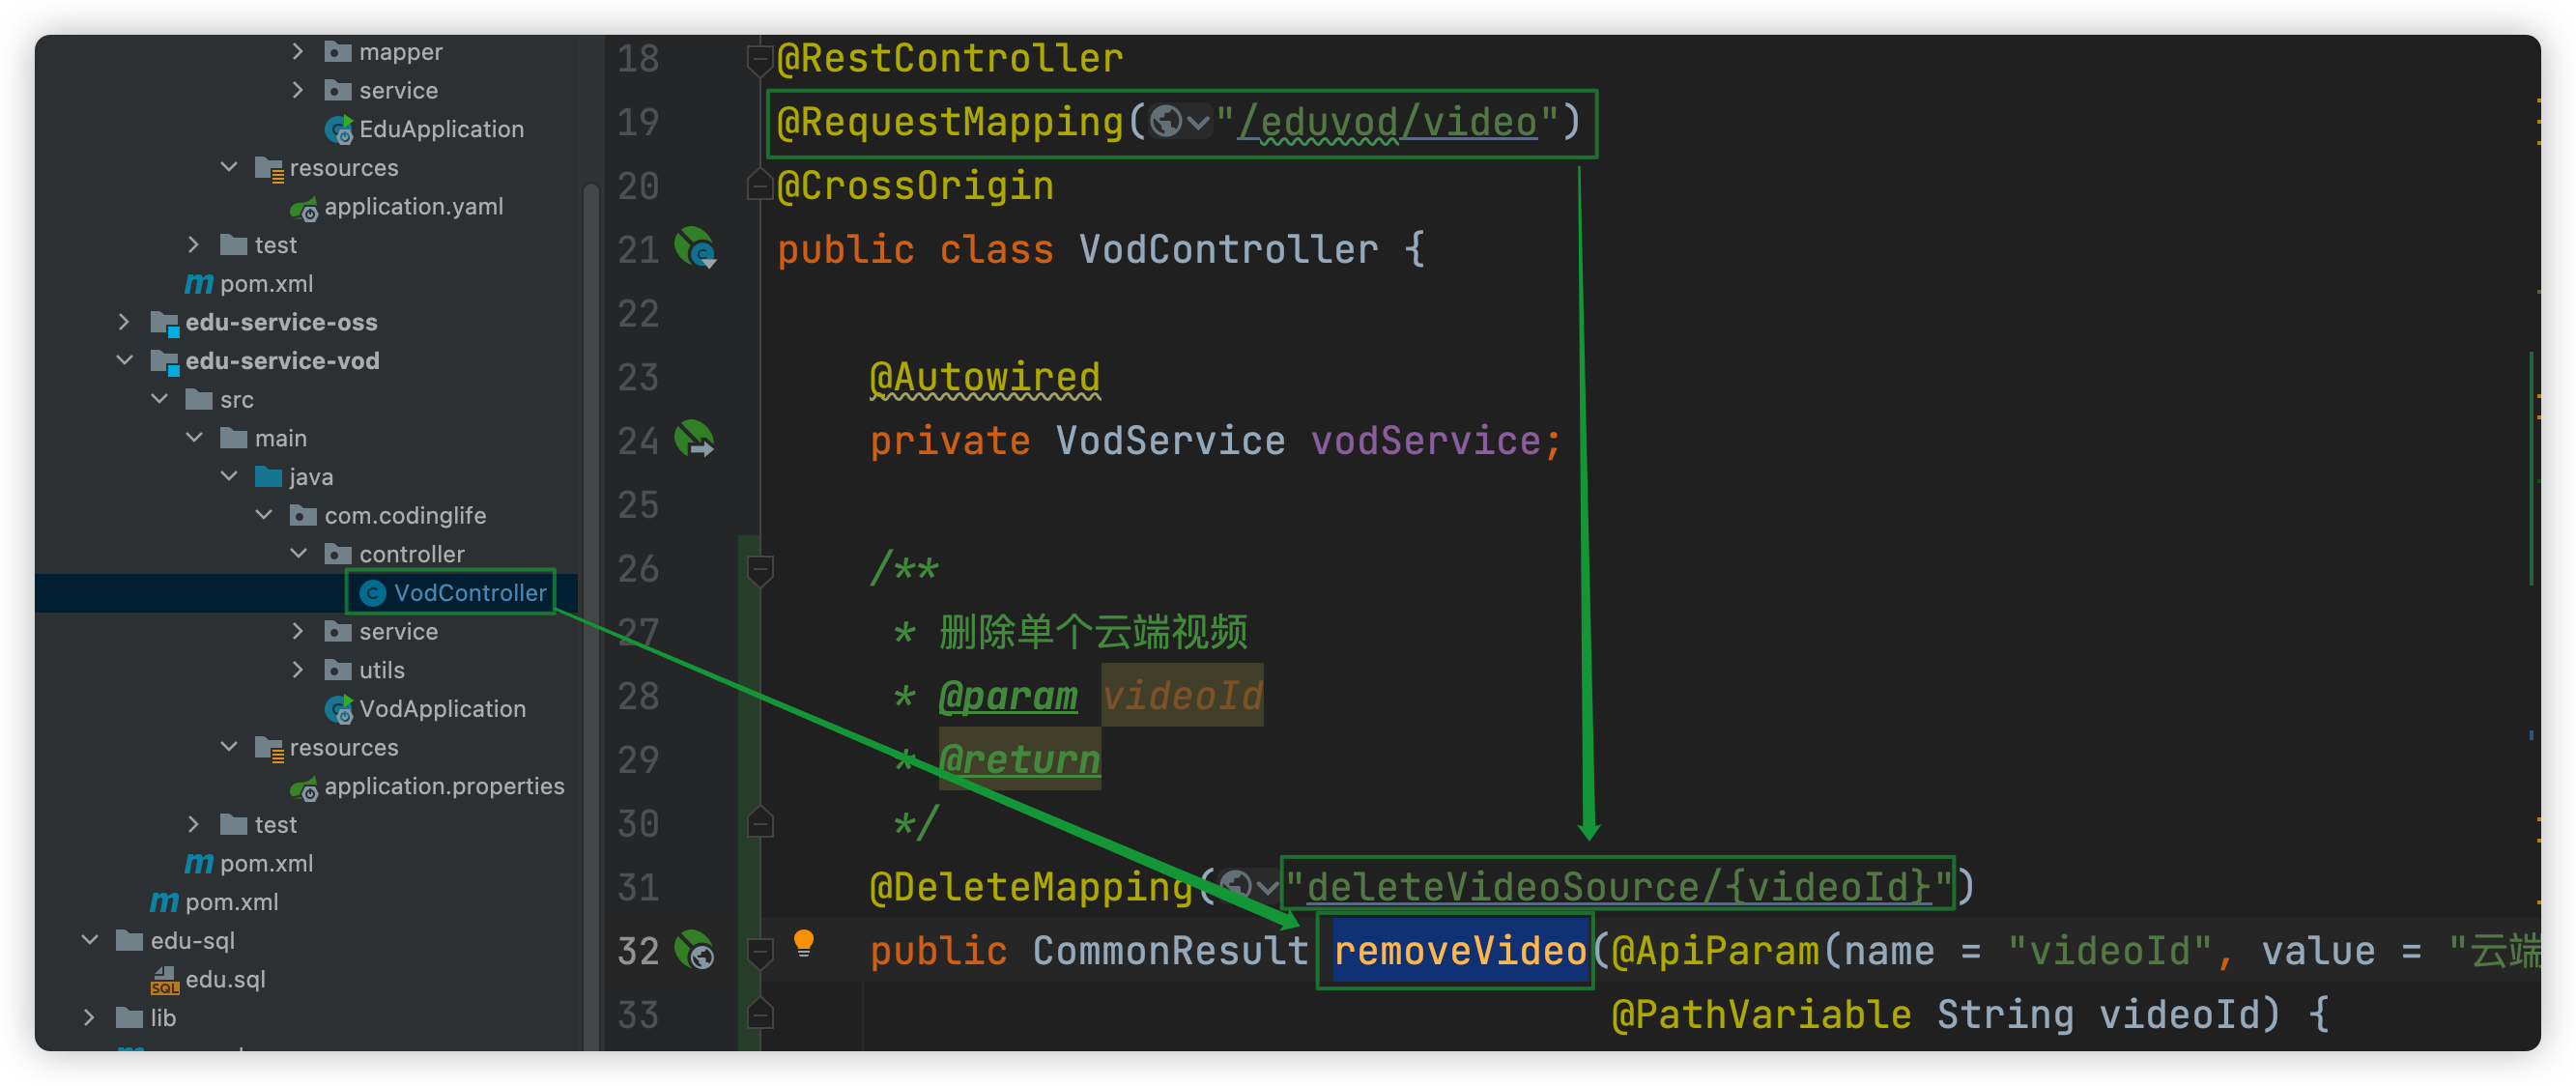 mapper
service
EduApplication
resources
application.yaml
test
pom.xml
edu-service-oss
edu-service-vod
src
main
java
com.codinglife
controller
VodController
service
utils
VodApplication
resources
application.properties
test
pom.xml
pom.xml
edu-sql
edu.sql
lib
18 @RestController
19 @RequestMapping("/eduvod/video")
20 @CrossOrigin
21 public class VodController {
22
23 @Autowired
24 private VodService vodService;
25
26 /**
27 * 删除单个云端视频
28 * @param videoId
29 * @return
30 */
31 @DeleteMapping("deleteVideoSource/{videoId}")
32 public CommonResult removeVideo(@ApiParam(name = "videoId", value = "云端
33 @PathVariable String videoId) {